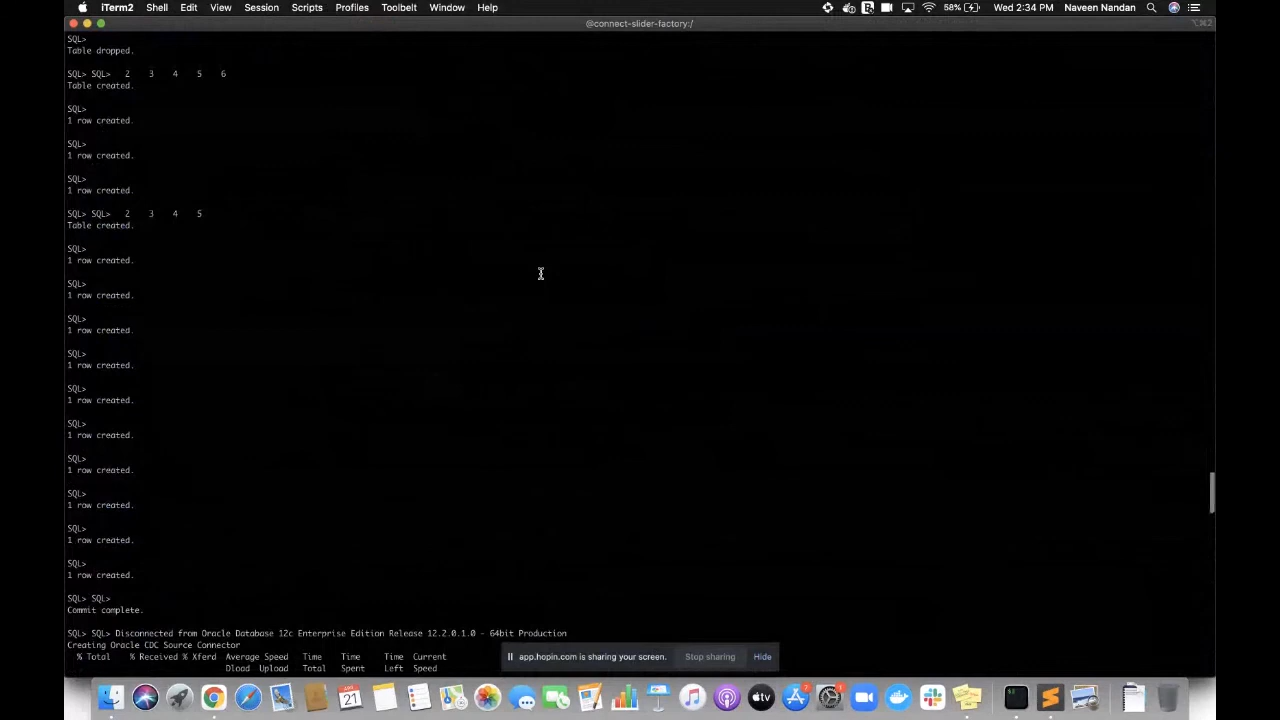 iTerm2 Shell Edit View Session Scripts Profiles Toolbelt Window Help 58% Wed 2:34 PM Naveen Nandan
@connect-slider-factory:/ ⌥⌘2
SQL>
Table dropped.
SQL> SQL> 2 3 4 5 6
Table created.
SQL>
1 row created.
SQL>
1 row created.
SQL>
1 row created.
SQL> SQL> 2 3 4 5
Table created.
SQL>
1 row created.
SQL>
1 row created.
SQL>
1 row created.
SQL>
1 row created.
SQL>
1 row created.
SQL>
1 row created.
SQL>
1 row created.
SQL>
1 row created.
SQL>
1 row created.
SQL>
1 row created.
SQL> SQL>
Commit complete.
SQL> SQL> Disconnected from Oracle Database 12c Enterprise Edition Release 12.2.0.1.0 - 64bit Production
Creating Oracle CDC Source Connector
% Total % Received % Xferd Average Speed Time Time Time Current
Dload Upload Total Spent Left Speed
app.hopin.com is sharing your screen. Stop sharing Hide
21